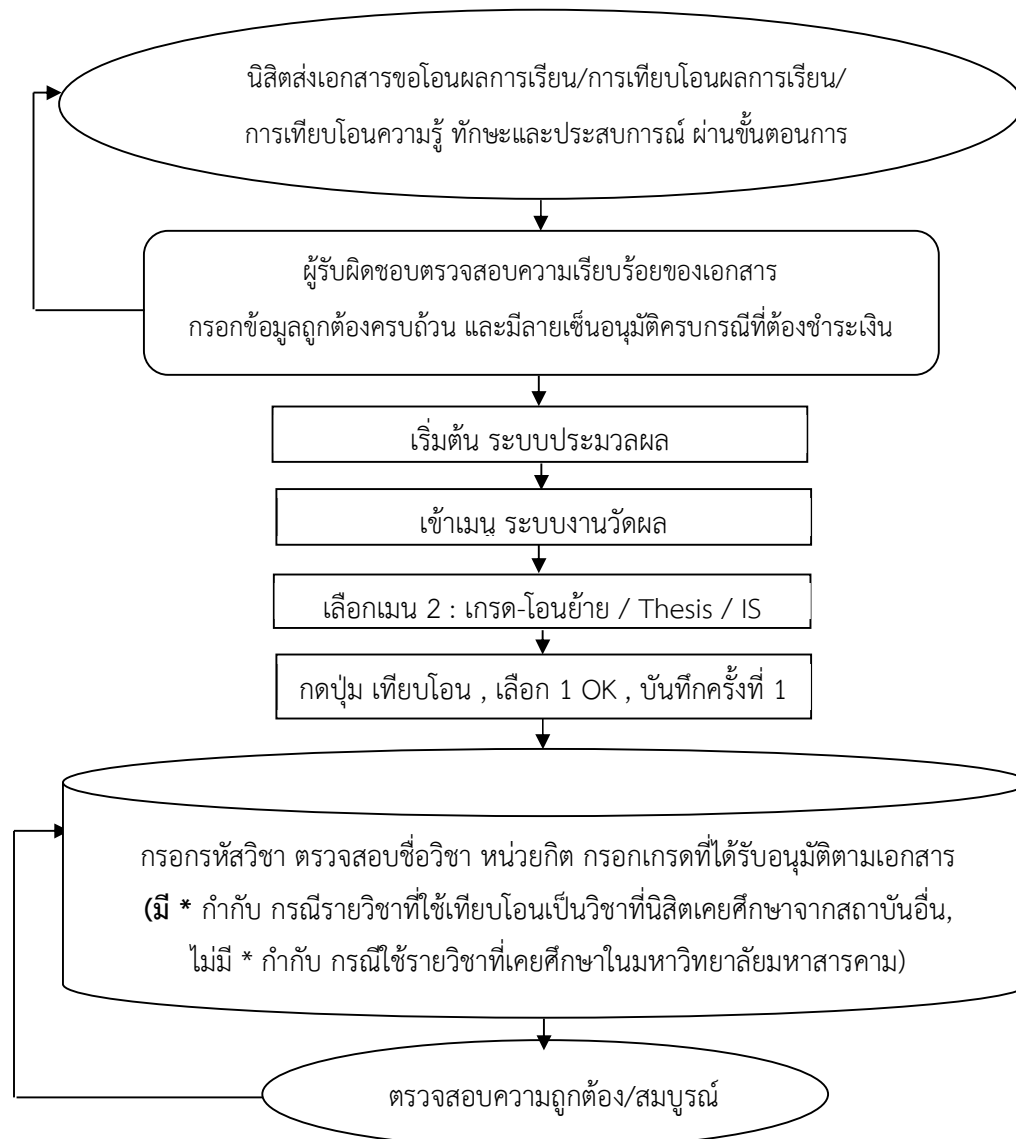 นิสิตส่งเอกสารขอโอนผลการเรียน/การเทียบโอนผลการเรียน/
การเทียบโอนความรู้ ทักษะและประสบการณ์ ผ่านขั้นตอนการ
ผู้รับผิดชอบตรวจสอบความเรียบร้อยของเอกสาร
กรอกข้อมูลถูกต้องครบถ้วน และมีลายเซ็นอนุมัติครบกรณีที่ต้องชำระเงิน
เริ่มต้น ระบบประมวลผล
เข้าเมนู ระบบงานวัดผล
เลือกเมน 2 : เกรด-โอนย้าย / Thesis / IS
กดปุ่ม เทียบโอน , เลือก 1 OK , บันทึกครั้งที่ 1
กรอกรหัสวิชา ตรวจสอบชื่อวิชา หน่วยกิต กรอกเกรดที่ได้รับอนุมัติตามเอกสาร
(มี * กำกับ กรณีรายวิชาที่ใช้เทียบโอนเป็นวิชาที่นิสิตเคยศึกษาจากสถาบันอื่น,
ไม่มี * กำกับ กรณีใช้รายวิชาที่เคยศึกษาในมหาวิทยาลัยมหาสารคาม)
ตรวจสอบความถูกต้อง/สมบูรณ์